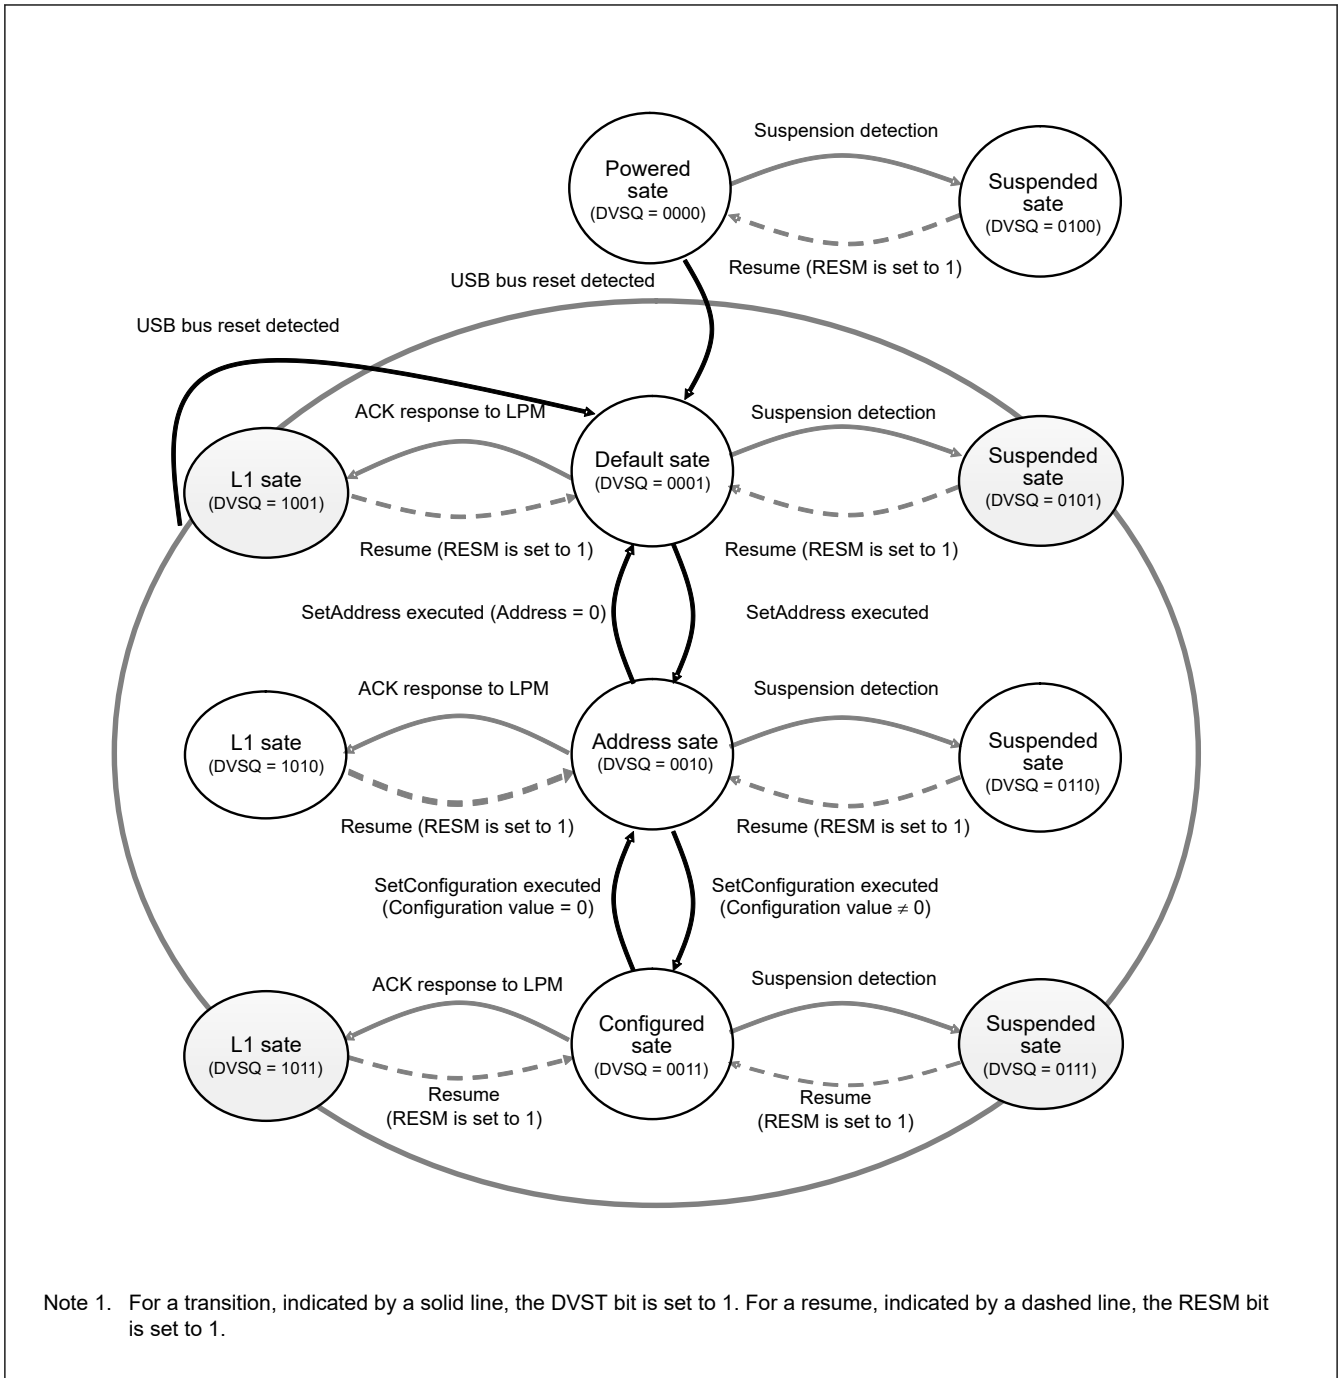 Suspension detection
Powered
sate
(DVSQ = 0000)
Suspended
sate
(DVSQ = 0100)
Resume (RESM is set to 1)
USB bus reset detected
USB bus reset detected
ACK response to LPM
Suspension detection
L1 sate
(DVSQ = 1001)
Default sate
(DVSQ = 0001)
Suspended
sate
(DVSQ = 0101)
Resume (RESM is set to 1)
Resume (RESM is set to 1)
SetAddress executed (Address = 0)
SetAddress executed
ACK response to LPM
Suspension detection
L1 sate
(DVSQ = 1010)
Address sate
(DVSQ = 0010)
Suspended
sate
(DVSQ = 0110)
Resume (RESM is set to 1)
Resume (RESM is set to 1)
SetConfiguration executed
(Configuration value = 0)
SetConfiguration executed
(Configuration value ≠ 0)
ACK response to LPM
Suspension detection
L1 sate
(DVSQ = 1011)
Configured
sate
(DVSQ = 0011)
Suspended
sate
(DVSQ = 0111)
Resume
(RESM is set to 1)
Resume
(RESM is set to 1)
Note 1. For a transition, indicated by a solid line, the DVST bit is set to 1. For a resume, indicated by a dashed line, the RESM bit
is set to 1.